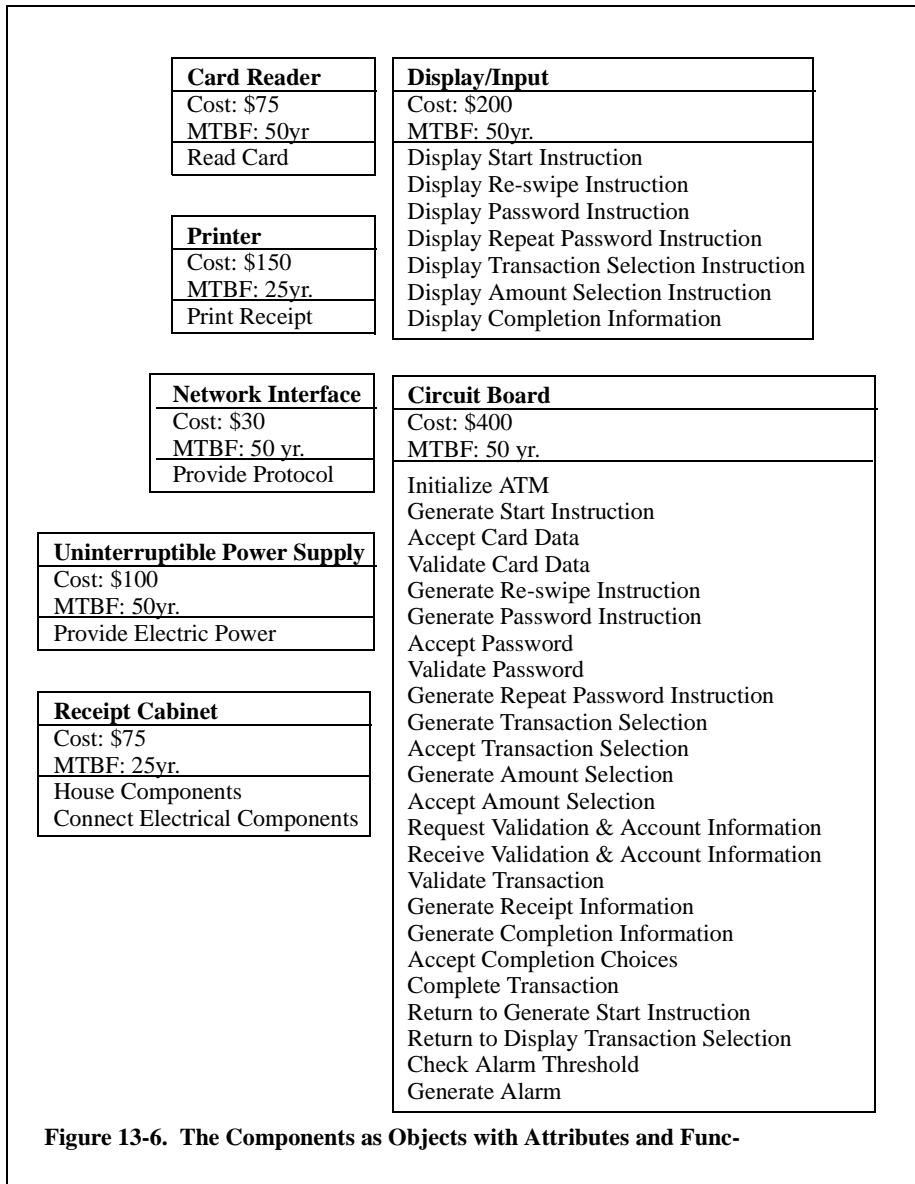 Card Reader
Cost: $75
MTBF: 50yr
Read Card
Display/Input
Cost: $200
MTBF: 50yr.
Display Start Instruction
Display Re-swipe Instruction
Display Password Instruction
Display Repeat Password Instruction
Display Transaction Selection Instruction
Display Amount Selection Instruction
Display Completion Information
Printer
Cost: $150
MTBF: 25yr.
Print Receipt
Network Interface
Cost: $30
MTBF: 50 yr.
Provide Protocol
Circuit Board
Cost: $400
MTBF: 50 yr.
Initialize ATM
Generate Start Instruction
Accept Card Data
Validate Card Data
Generate Re-swipe Instruction
Generate Password Instruction
Accept Password
Validate Password
Generate Repeat Password Instruction
Generate Transaction Selection
Accept Transaction Selection
Generate Amount Selection
Accept Amount Selection
Request Validation & Account Information
Receive Validation & Account Information
Validate Transaction
Generate Receipt Information
Generate Completion Information
Accept Completion Choices
Complete Transaction
Return to Generate Start Instruction
Return to Display Transaction Selection
Check Alarm Threshold
Generate Alarm
Uninterruptible Power Supply
Cost: $100
MTBF: 50yr.
Provide Electric Power
Receipt Cabinet
Cost: $75
MTBF: 25yr.
House Components
Connect Electrical Components
Figure 13-6. The Components as Objects with Attributes and Func-